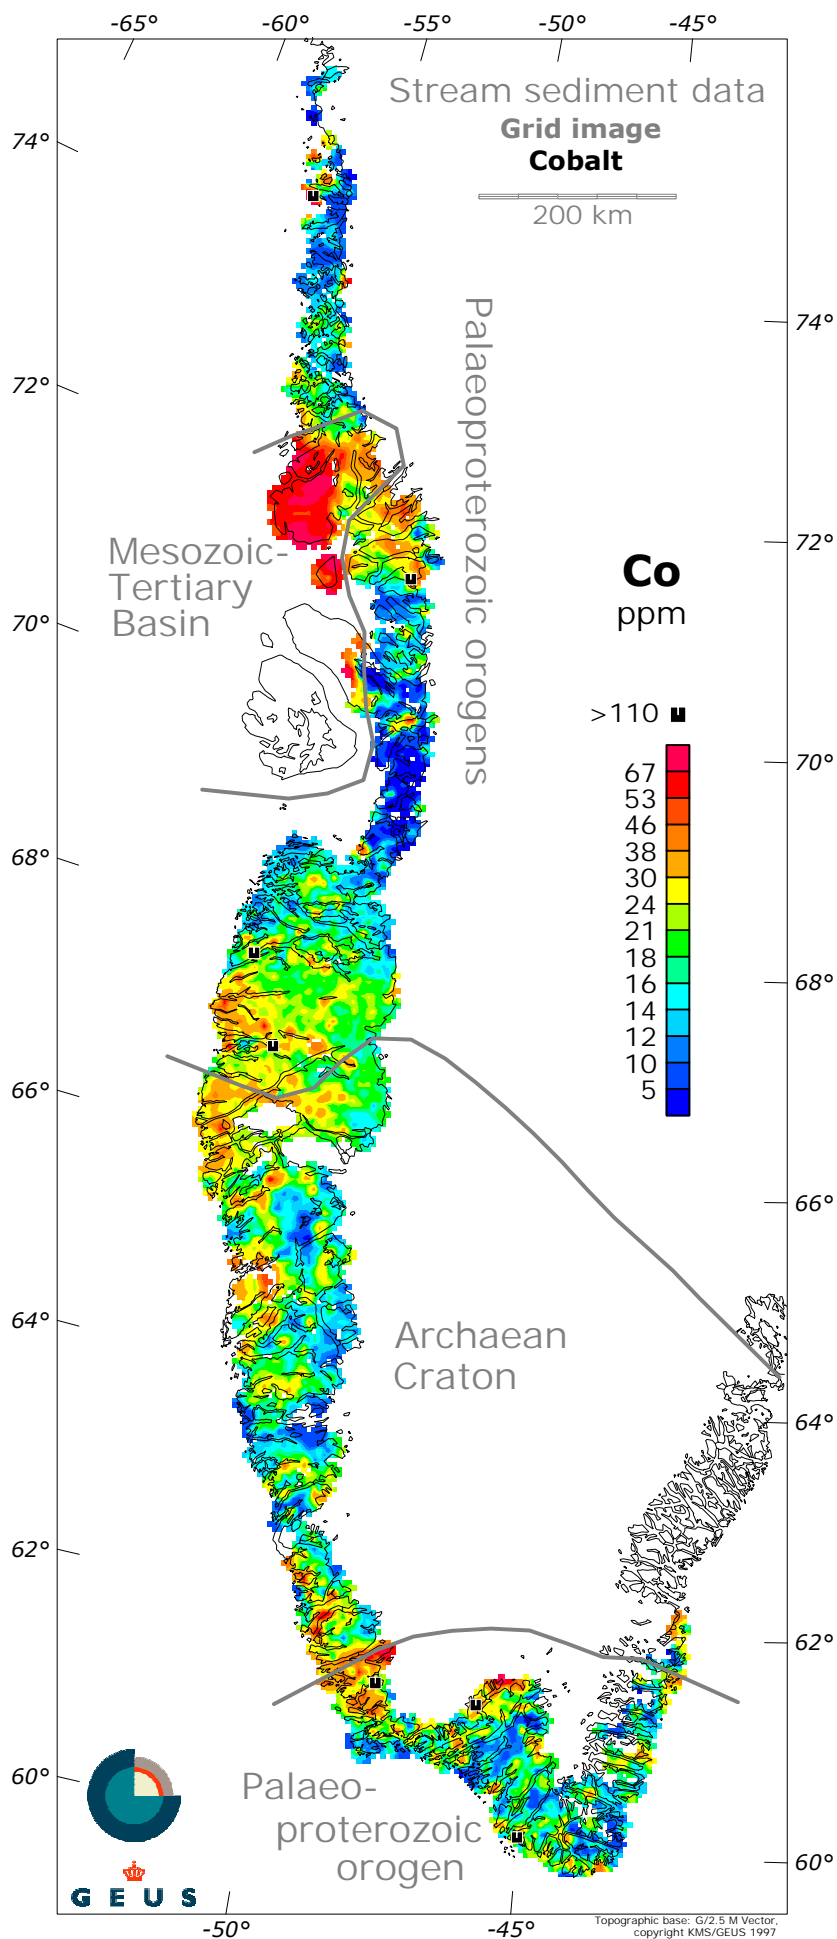 -65° -60° -55° -50° -45°
Stream sediment data
Grid image
Cobalt
200 km
74°
74°
72°
Palaeoproterozoic orogens
72°
Mesozoic-
Tertiary
Basin
Co
ppm
70°
>110
70°
67
53
46
38
30
24
21
18
16
14
12
10
5
68°
68°
66°
66°
64°
Archaean
Craton
64°
62°
62°
60°
Palaeo-
proterozoic
orogen
60°
GEUS
-50° -45°
Topographic base: G/2.5 M Vector,
copyright KMS/GEUS 1997